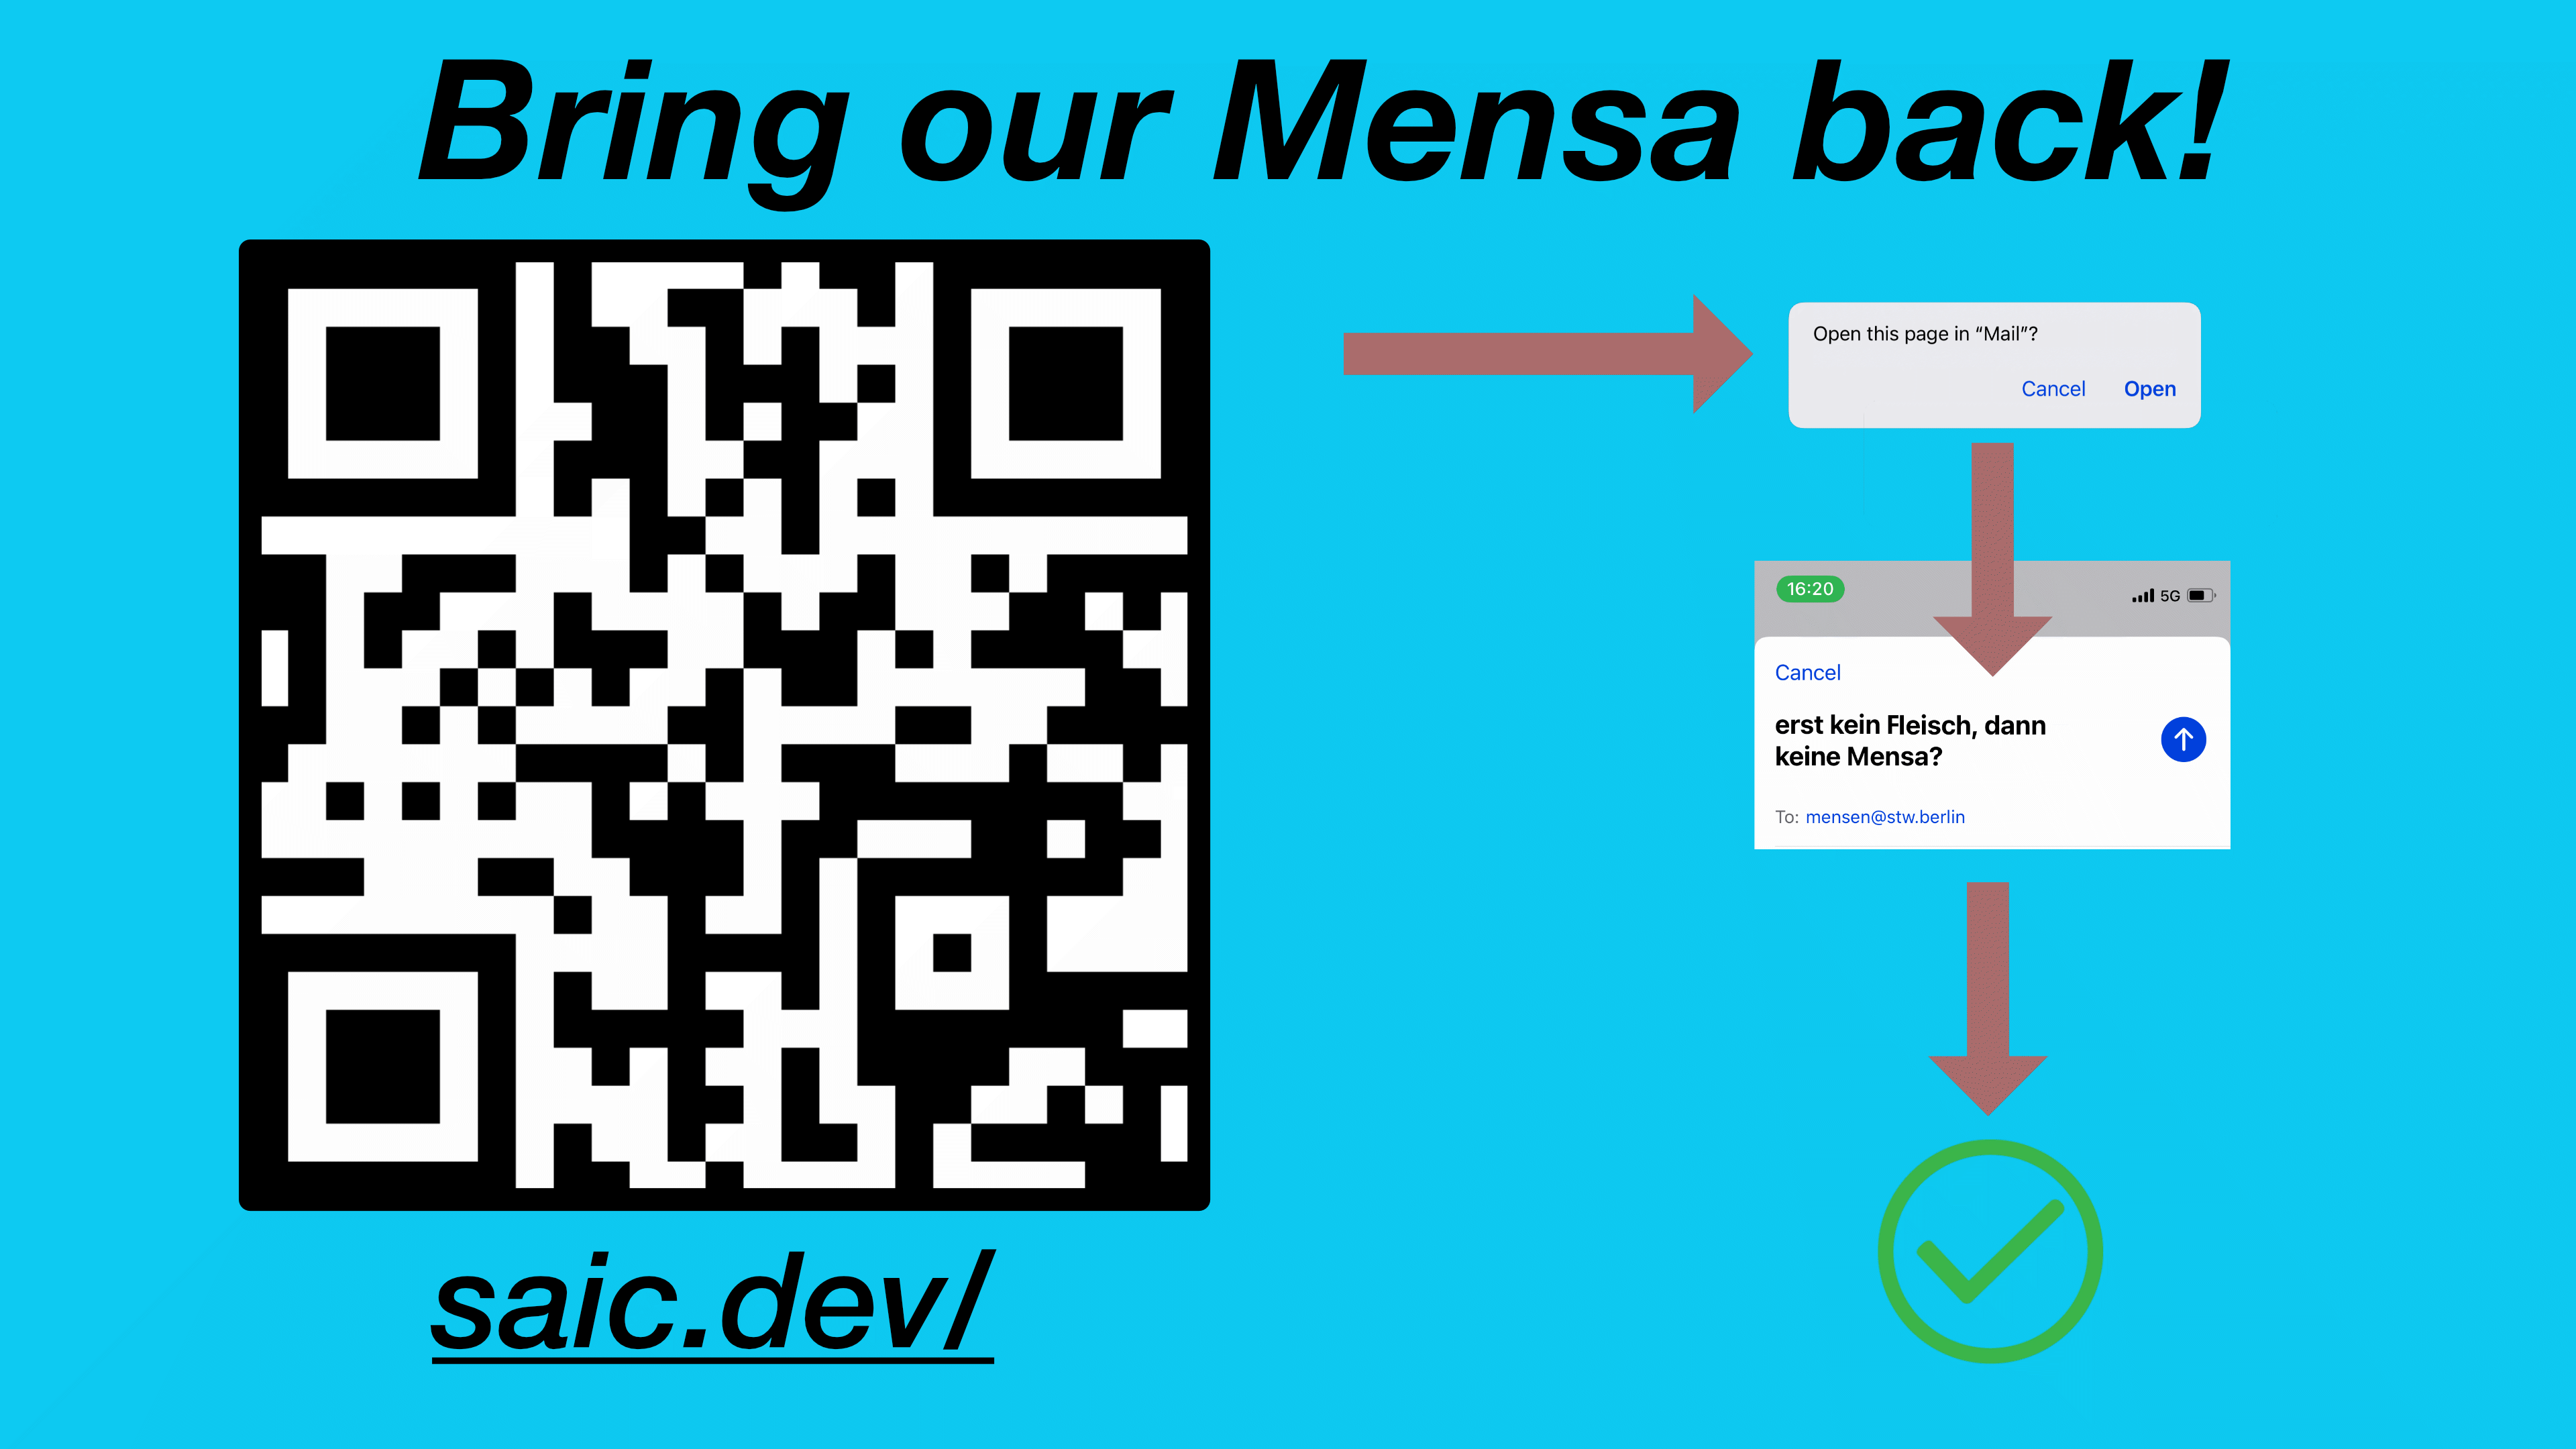 Bring our Mensa back!
Open this page in “Mail”?
Cancel Open
16:20 5G
Cancel
erst kein Fleisch, dann
keine Mensa?
To: mensen@stw.berlin
saic.dev/